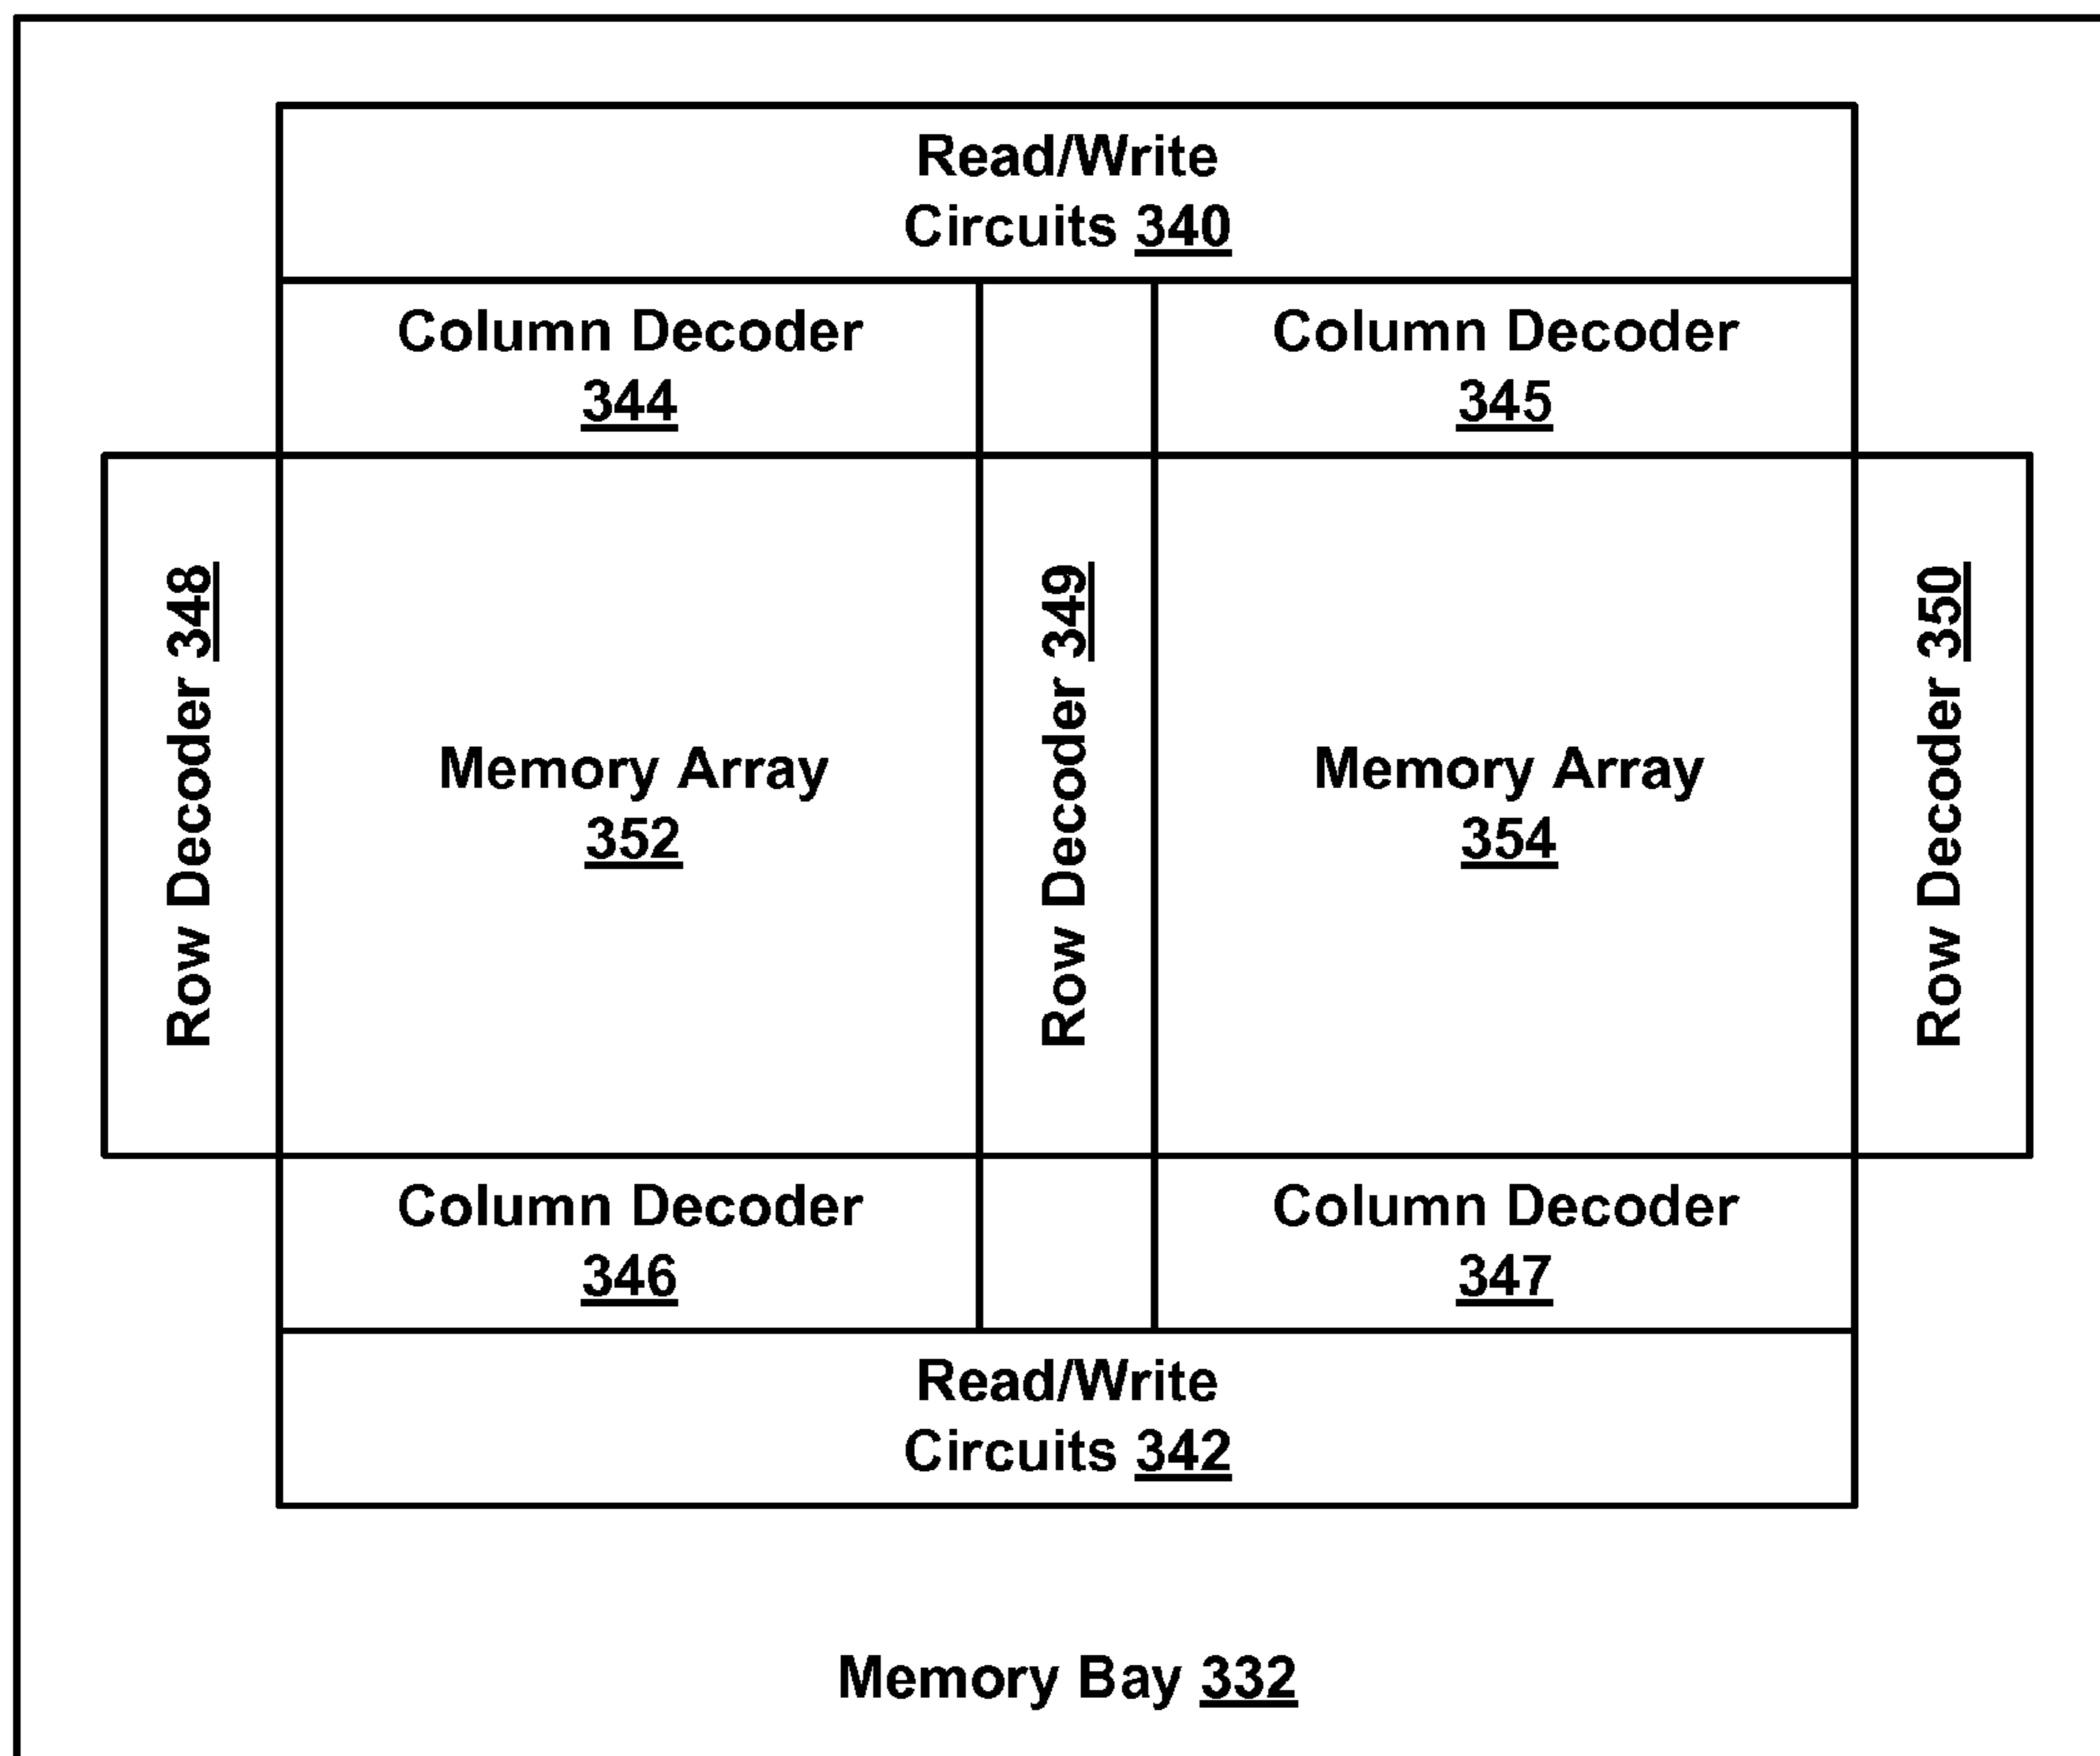 Read/Write
Circuits 340
Column Decoder
344
Column Decoder
345
Row Decoder 348
Memory Array
352
Row Decoder 349
Memory Array
354
Row Decoder 350
Column Decoder
346
Column Decoder
347
Read/Write
Circuits 342
Memory Bay 332